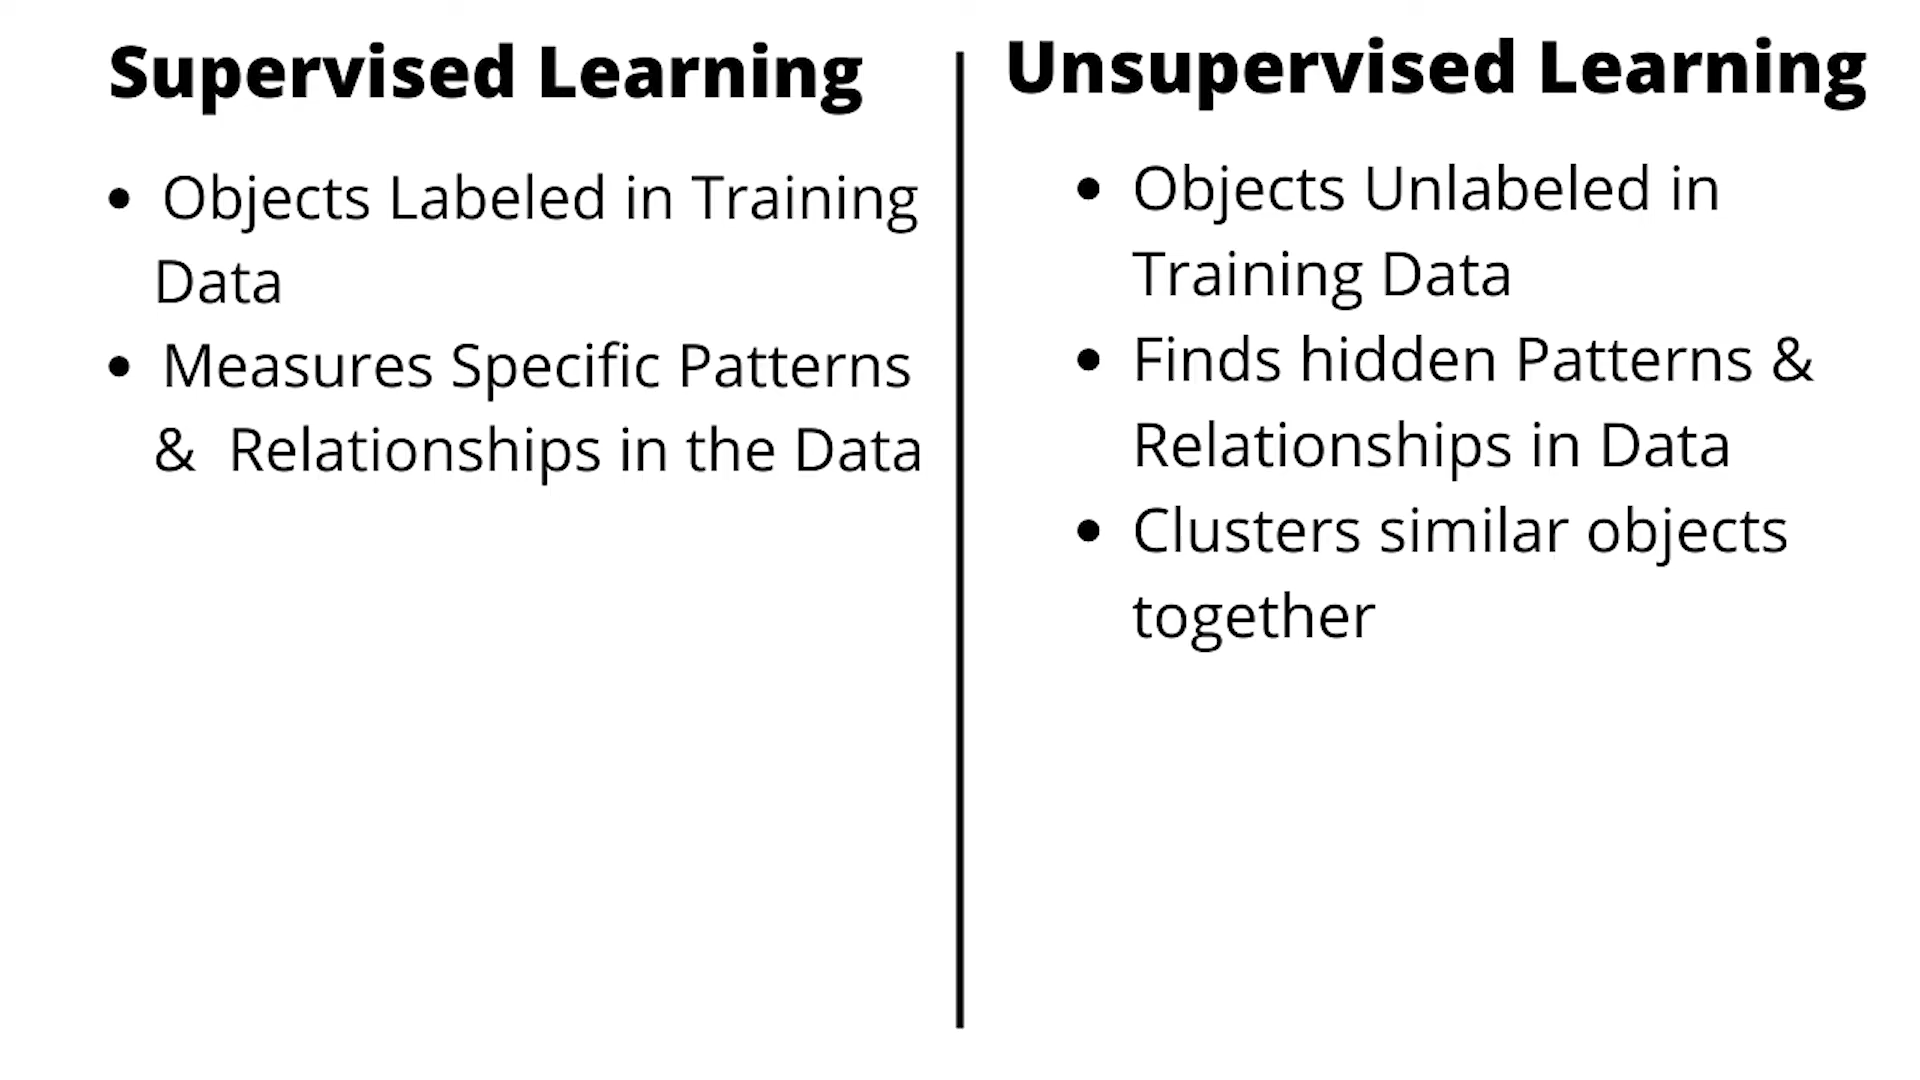 Supervised Learning
• Objects Labeled in Training
Data
• Measures Specific Patterns
& Relationships in the Data
Unsupervised Learning
• Objects Unlabeled in
Training Data
• Finds hidden Patterns &
Relationships in Data
• Clusters similar objects
together